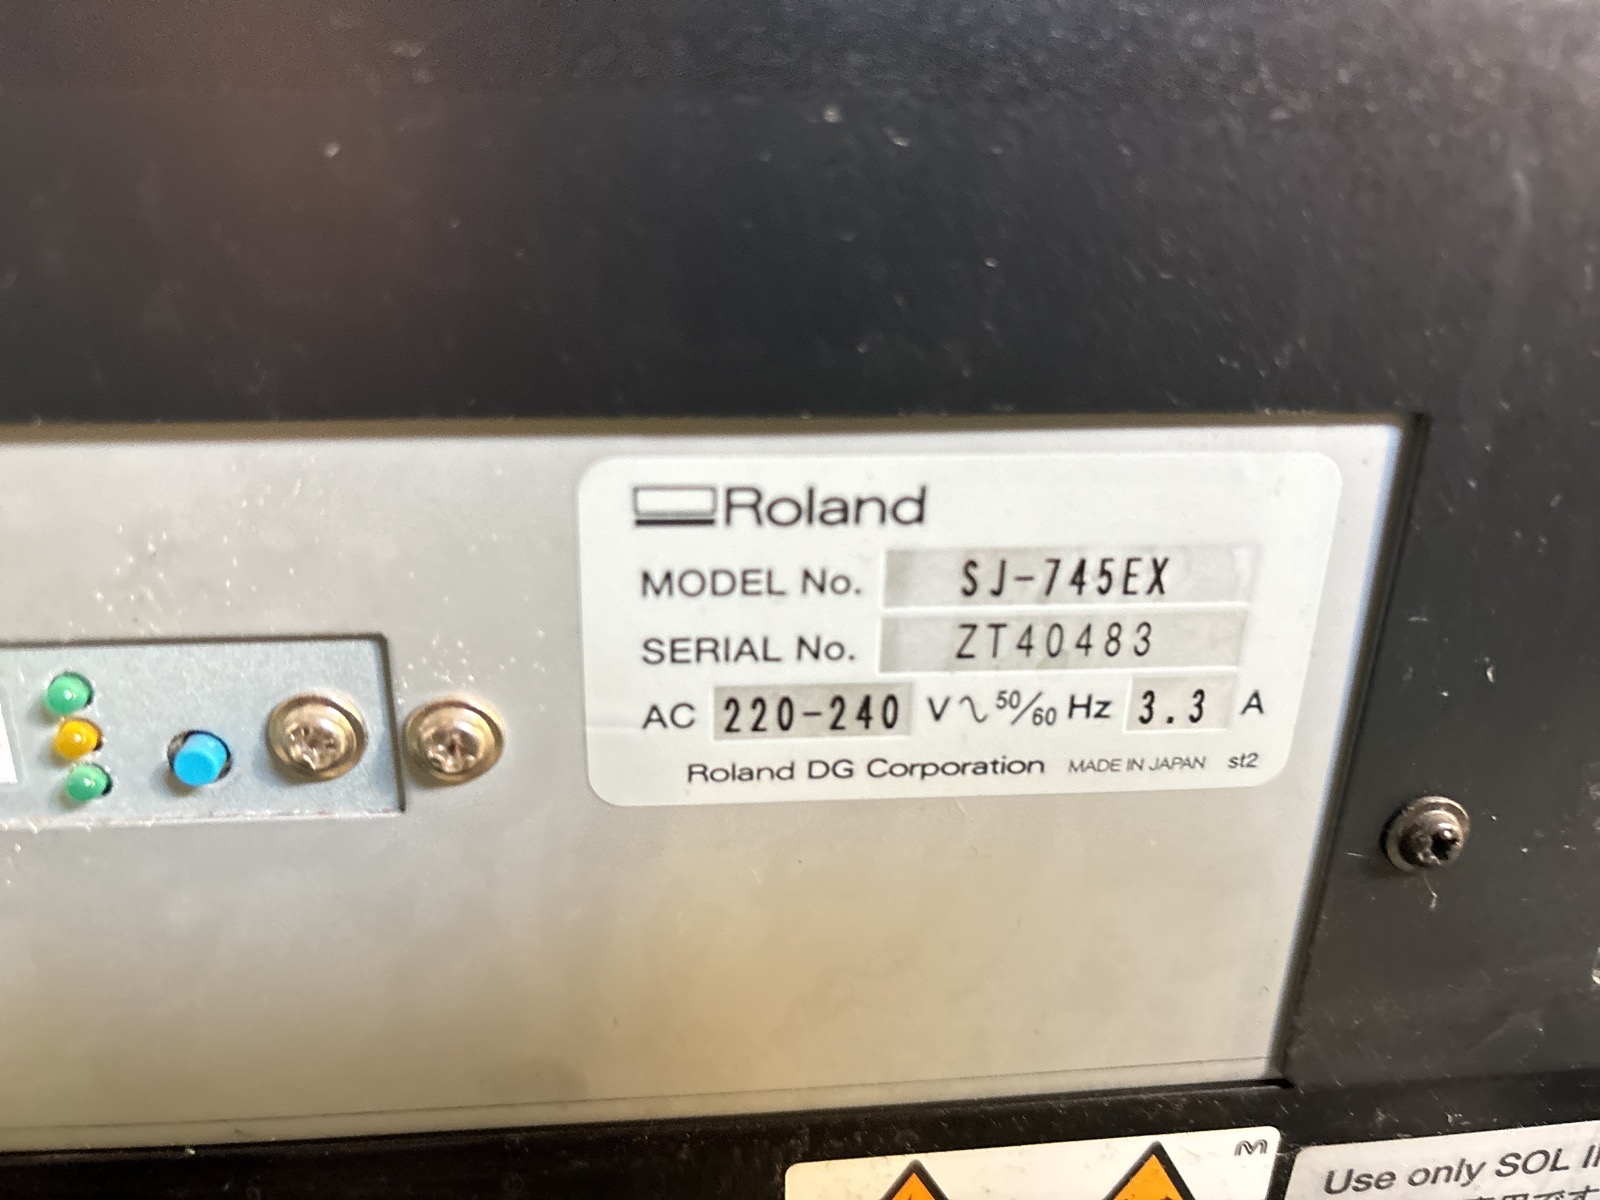 Roland
MODEL No. SJ-745EX
SERIAL No. ZT40483
AC 220-240 V ∿ 50/60 Hz 3.3 A
Roland DG Corporation MADE IN JAPAN st2
Use only SOL